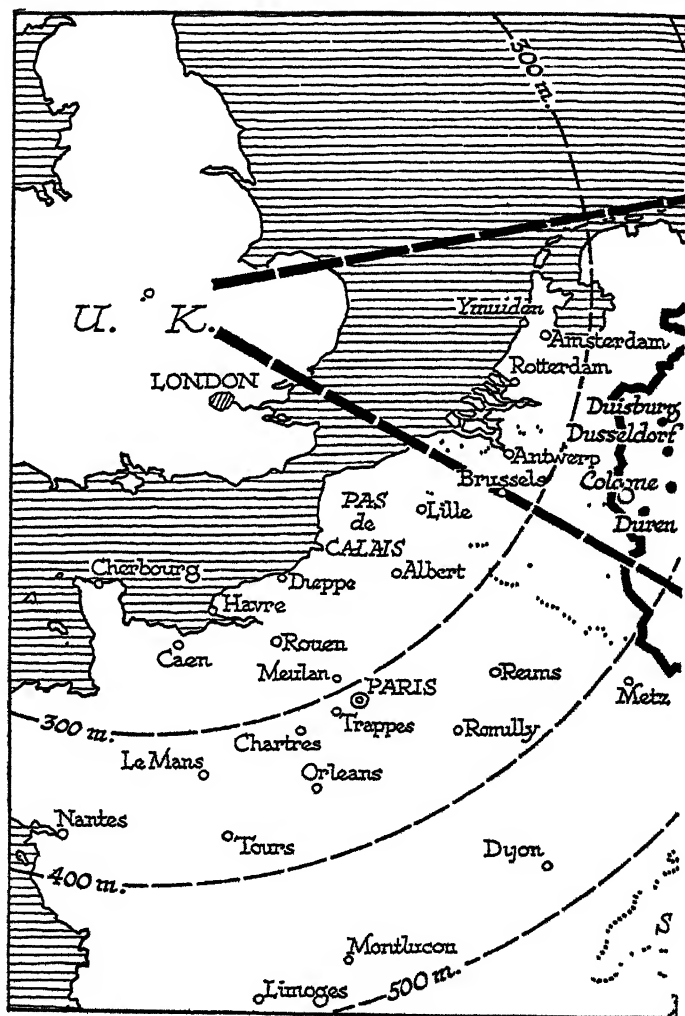 300 m.
Ymuiden
U. K.
Amsterdam
Rotterdam
LONDON
Duisburg
Dusseldorf
Antwerp
Brussels
Cologne
PAS
de
CALAIS
Lille
Duren
Cherbourg
Dieppe
Albert
Havre
Rouen
Caen
Meulan
Reims
PARIS
Metz
300 m.
Trappes
Chartres
Romilly
Le Mans
Orleans
Nantes
Tours
Dijon
400 m.
S
Montlucon
500 m.
Limoges